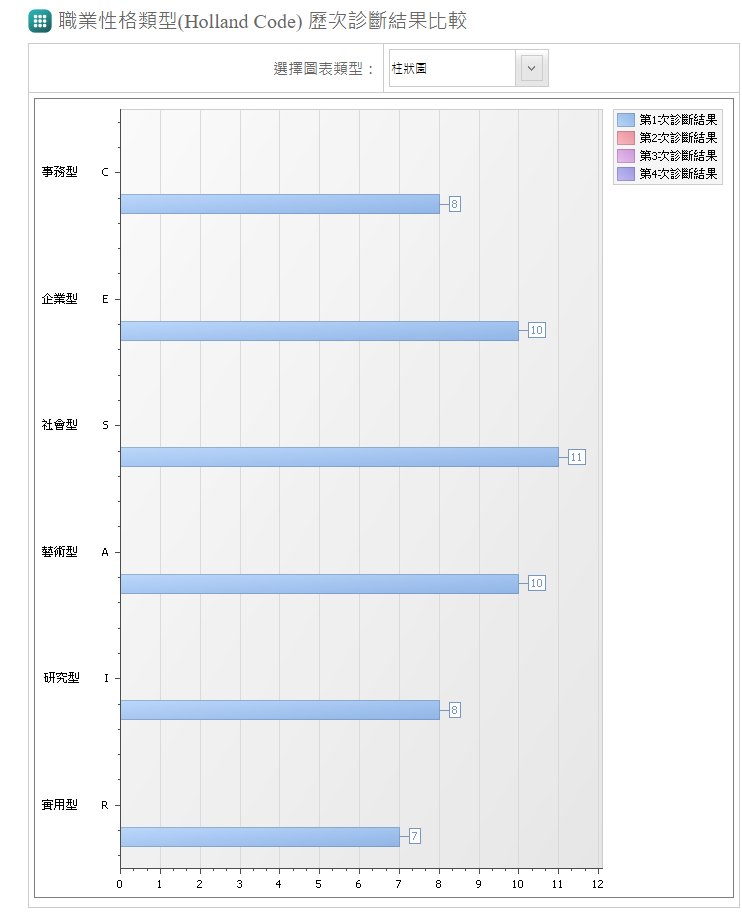 職業性格類型(Holland Code) 歷次診斷結果比較
選擇圖表類型： 柱狀圖
第1次診斷結果
第2次診斷結果
第3次診斷結果
第4次診斷結果
事務型 C
8
企業型 E
10
社會型 S
11
藝術型 A
10
研究型 I
8
實用型 R
7
0 1 2 3 4 5 6 7 8 9 10 11 12